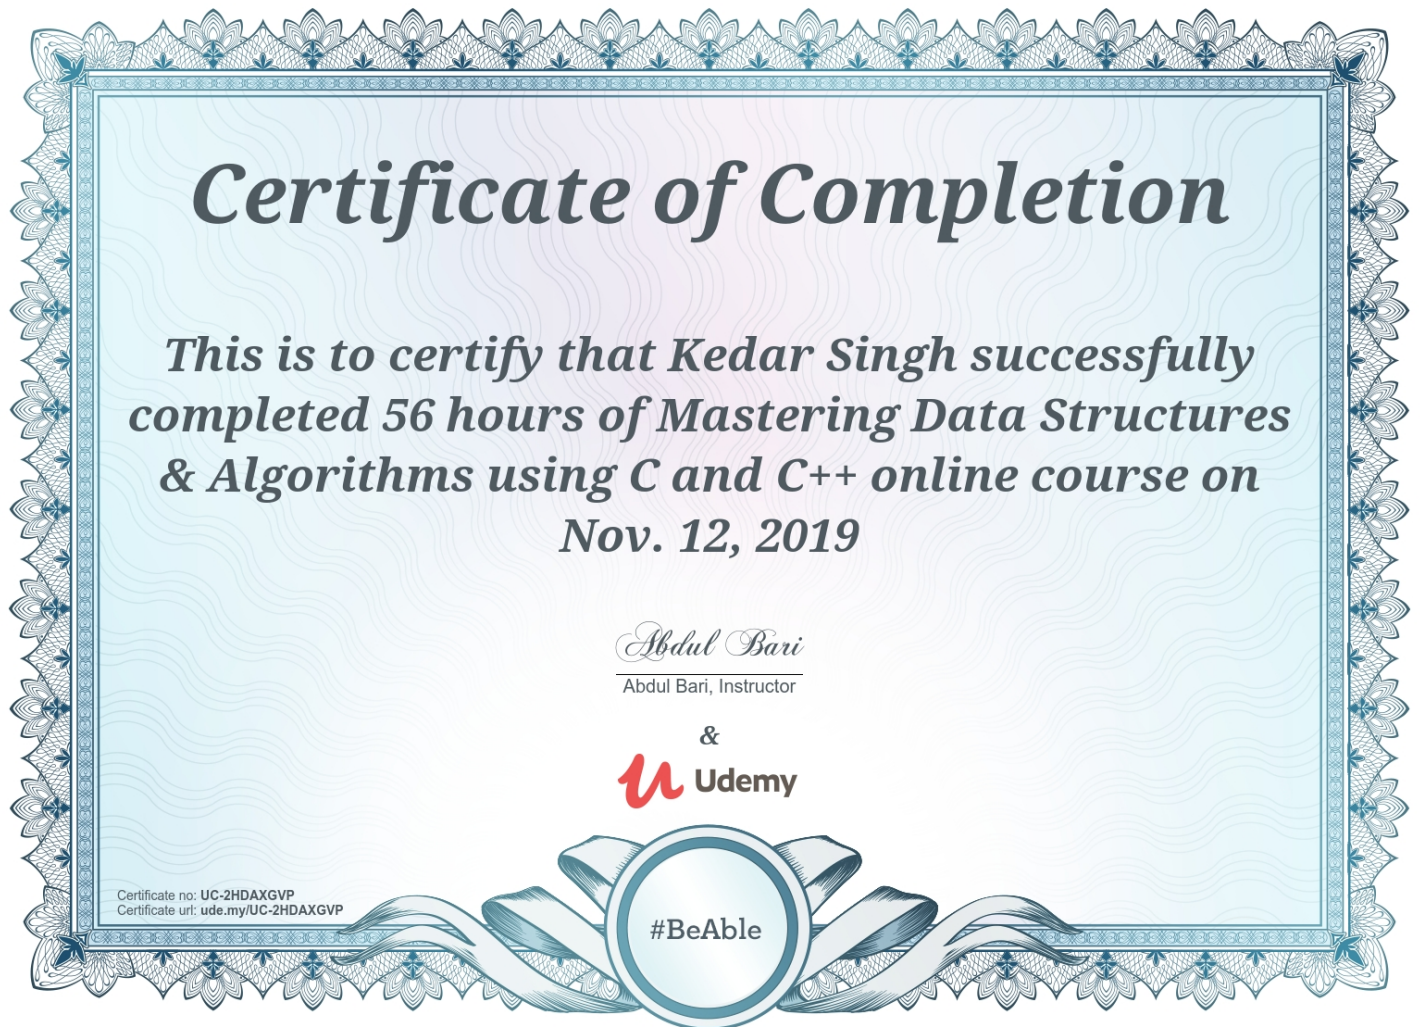 Certificate of Completion
This is to certify that Kedar Singh successfully
completed 56 hours of Mastering Data Structures
& Algorithms using C and C++ online course on
Nov. 12, 2019
Abdul Bari
Abdul Bari, Instructor
&
Udemy
Certificate no: UC-2HDAXGVP
Certificate url: ude.my/UC-2HDAXGVP
#BeAble